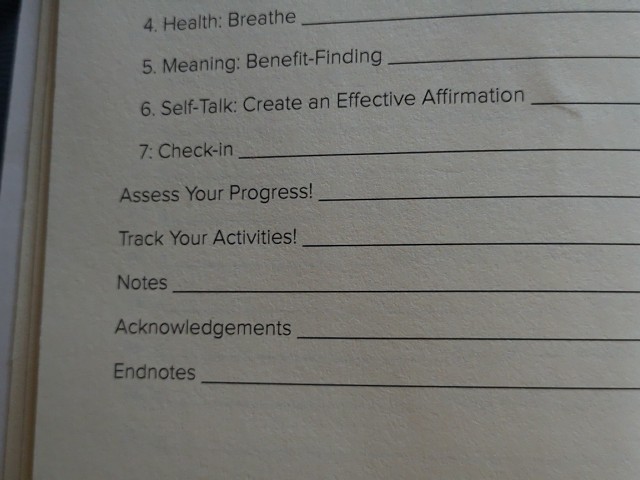 4. Health: Breathe
5. Meaning: Benefit-Finding
6. Self-Talk: Create an Effective Affirmation
7: Check-in
Assess Your Progress!
Track Your Activities!
Notes
Acknowledgements
Endnotes